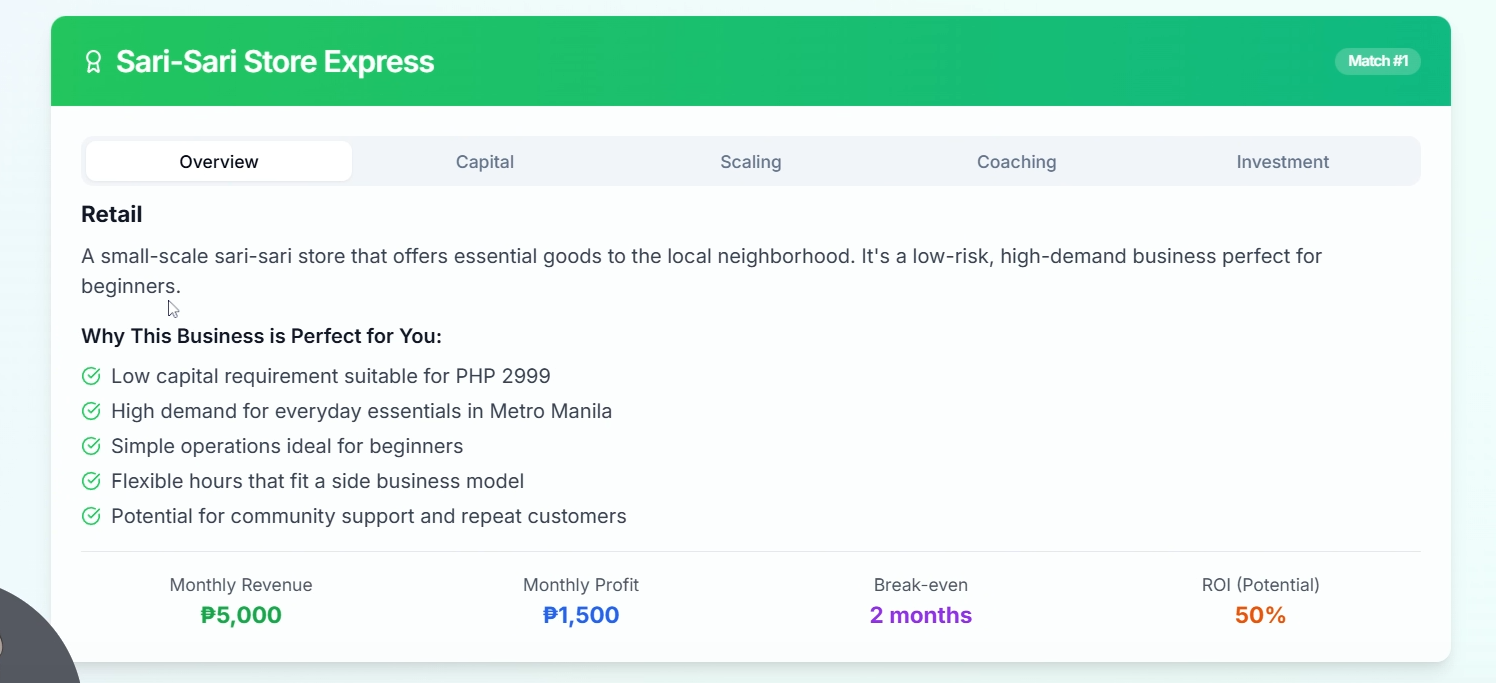 Sari-Sari Store Express
Match #1
Overview
Capital
Scaling
Coaching
Investment
Retail
A small-scale sari-sari store that offers essential goods to the local neighborhood. It's a low-risk, high-demand business perfect for
beginners.
Why This Business is Perfect for You:
Low capital requirement suitable for PHP 2999
High demand for everyday essentials in Metro Manila
Simple operations ideal for beginners
Flexible hours that fit a side business model
Potential for community support and repeat customers
Monthly Revenue
₱5,000
Monthly Profit
₱1,500
Break-even
2 months
ROI (Potential)
50%